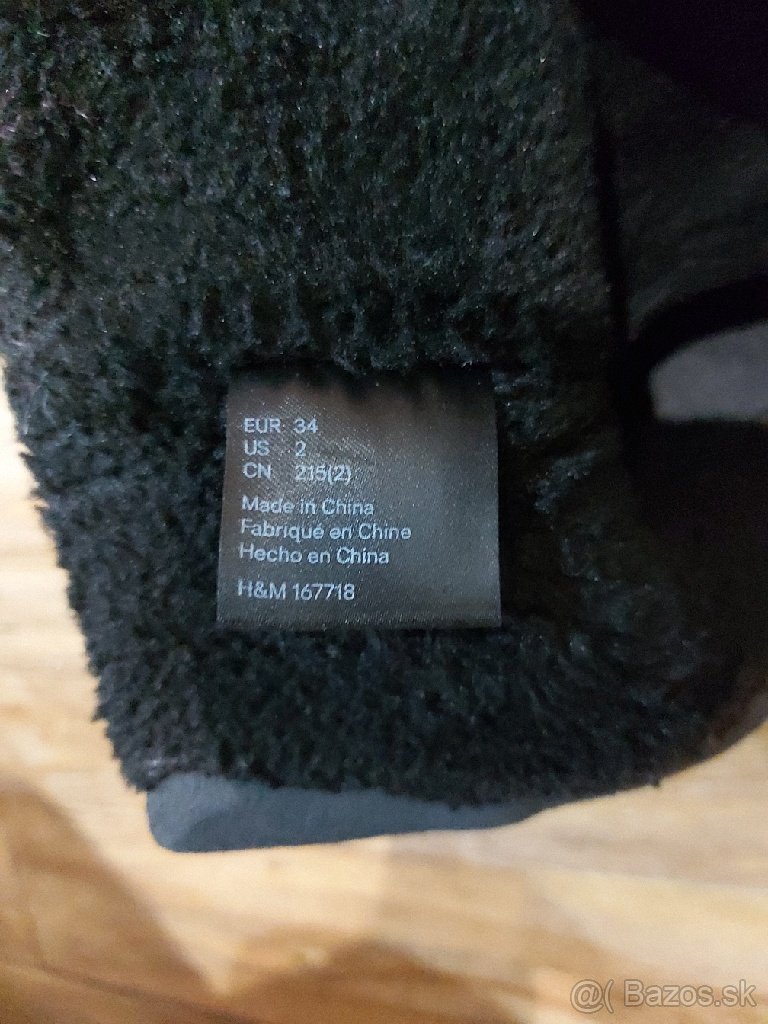 EUR 34
US 2
CN 215(2)
Made in China
Fabriqué en Chine
Hecho en China
H&M 167718
@( Bazos.sk